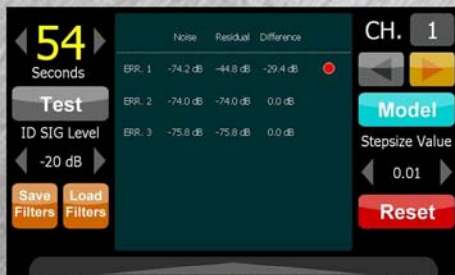 54
Seconds
Test
ID SIG Level
-20 dB
Save Filters
Load Filters
Noise Residual Difference
ERR. 1 -74.2 dB -44.8 dB -29.4 dB
ERR. 2 -74.0 dB -74.0 dB 0.0 dB
ERR. 3 -75.8 dB -75.8 dB 0.0 dB
CH. 1
Model
Stepsize Value
0.01
Reset